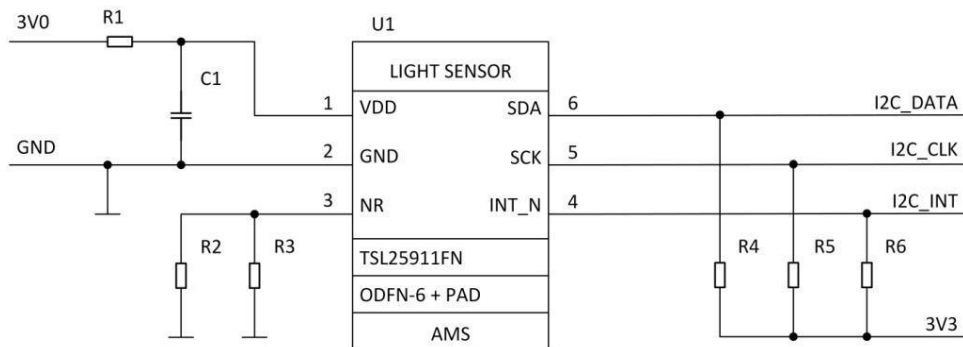 3V0
R1
U1
LIGHT SENSOR
C1
1 VDD SDA 6 I2C_DATA
GND 2 GND SCK 5 I2C_CLK
3 NR INT_N 4 I2C_INT
R2 R3 R4 R5 R6
TSL25911FN
ODFN-6 + PAD
AMS
3V3